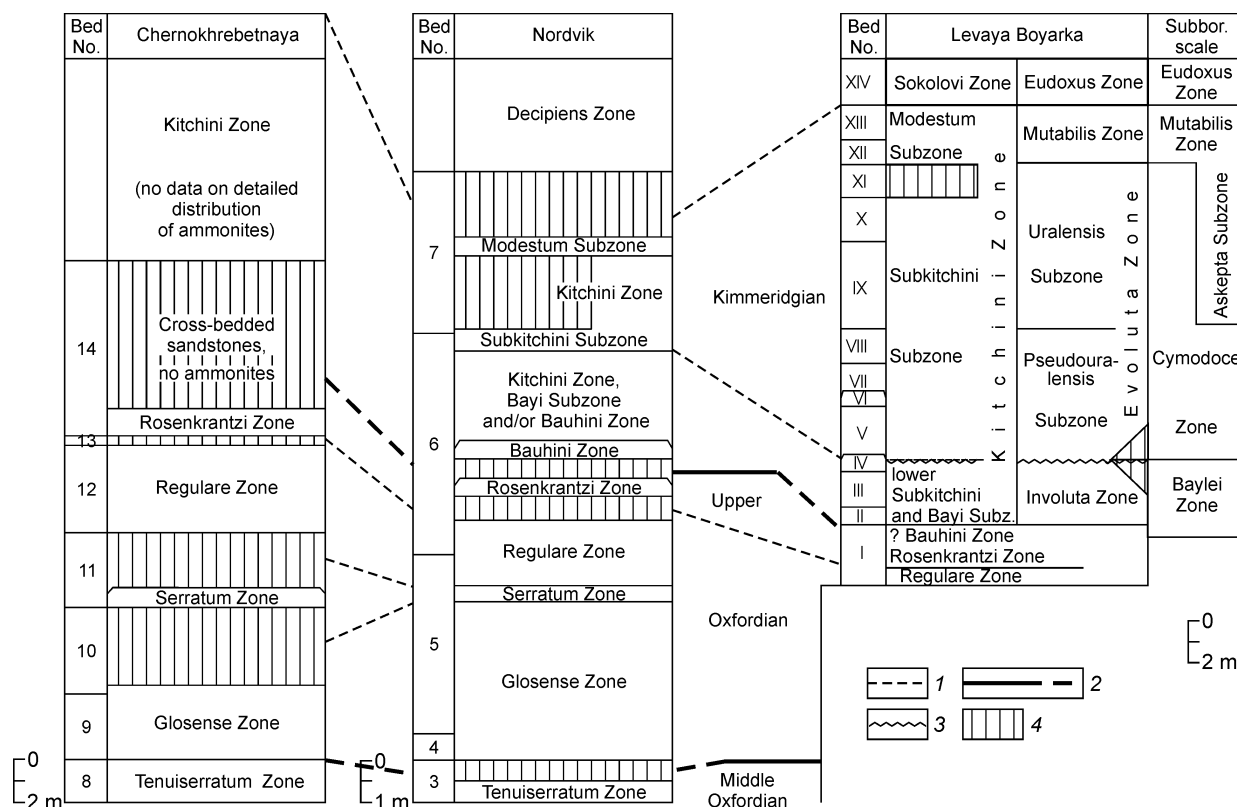 Bed
No.
Chernokhrebetnaya
Kitchini Zone
(no data on detailed
distribution
of ammonites)
14
Cross-bedded
sandstones,
no ammonites
Rosenkrantzi Zone
13
12
Regulare Zone
11
Serratum Zone
10
9
Glosense Zone
8
Tenuiserratum Zone
0
2 m
Bed
No.
Nordvik
Decipiens Zone
7
Modestum Subzone
Kitchini Zone
Subkitchini Subzone
Kitchini Zone,
Bayi Subzone
and/or Bauhini Zone
6
Bauhini Zone
Rosenkrantzi Zone
Regulare Zone
Serratum Zone
5
Glosense Zone
4
3
Tenuiserratum Zone
0
1 m
Kimmeridgian
Upper
Oxfordian
Middle
Oxfordian
Bed
No.
Levaya Boyarka
Subbor.
scale
XIV
Sokolovi Zone
Eudoxus Zone
Eudoxus
Zone
XIII
Modestum
Mutabilis Zone
Mutabilis
Zone
XII
Subzone
XI
X
Uralensis
IX
Subkitchini
Subzone
VIII
Subzone
Pseudoura-
lensis
Cymodoce
VII
VI
V
Subzone
Zone
IV
III
lower
Subkitchini
and Bayi Subz.
Involuta Zone
Baylei
Zone
II
I
? Bauhini Zone
Rosenkrantzi Zone
Regulare Zone
Kitchini Zone
Evoluta Zone
Askepta Subzone
0
2 m
1
2
3
4